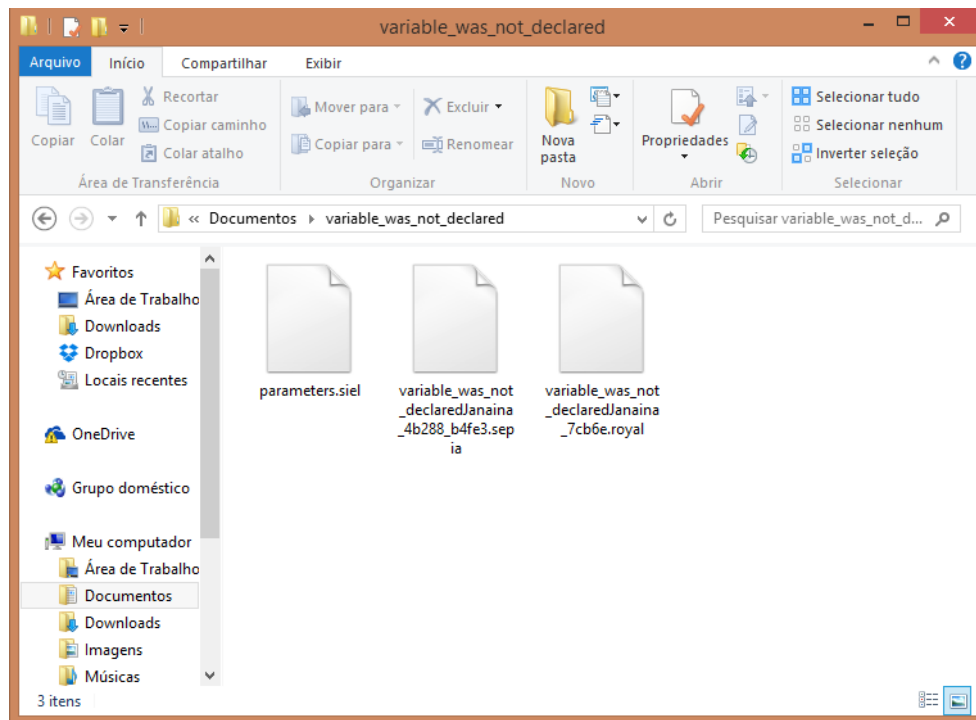 variable_was_not_declared
Arquivo Início Compartilhar Exibir
Copiar
Colar
Recortar
Copiar caminho
Colar atalho
Área de Transferência
Mover para
Copiar para
Excluir
Renomear
Organizar
Nova
pasta
Novo
Propriedades
Abrir
Selecionar tudo
Selecionar nenhum
Inverter seleção
Selecionar
« Documentos variable_was_not_declared
Pesquisar variable_was_not_d...
Favoritos
Área de Trabalho
Downloads
Dropbox
Locais recentes
OneDrive
Grupo doméstico
Meu computador
Área de Trabalho
Documentos
Downloads
Imagens
Músicas
parameters.siel
variable_was_not
_declaredJanaina
_4b288_b4fe3.sep
ia
variable_was_not
_declaredJanaina
_7cb6e.royal
3 itens